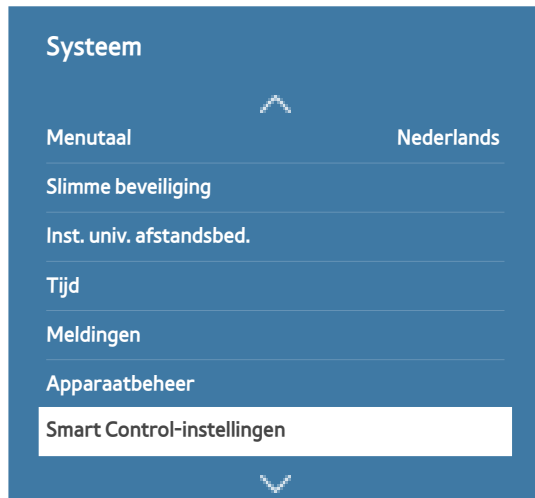 Systeem
Menutaal Nederlands
Slimme beveiliging
Inst. univ. afstandsbed.
Tijd
Meldingen
Apparaatbeheer
Smart Control-instellingen